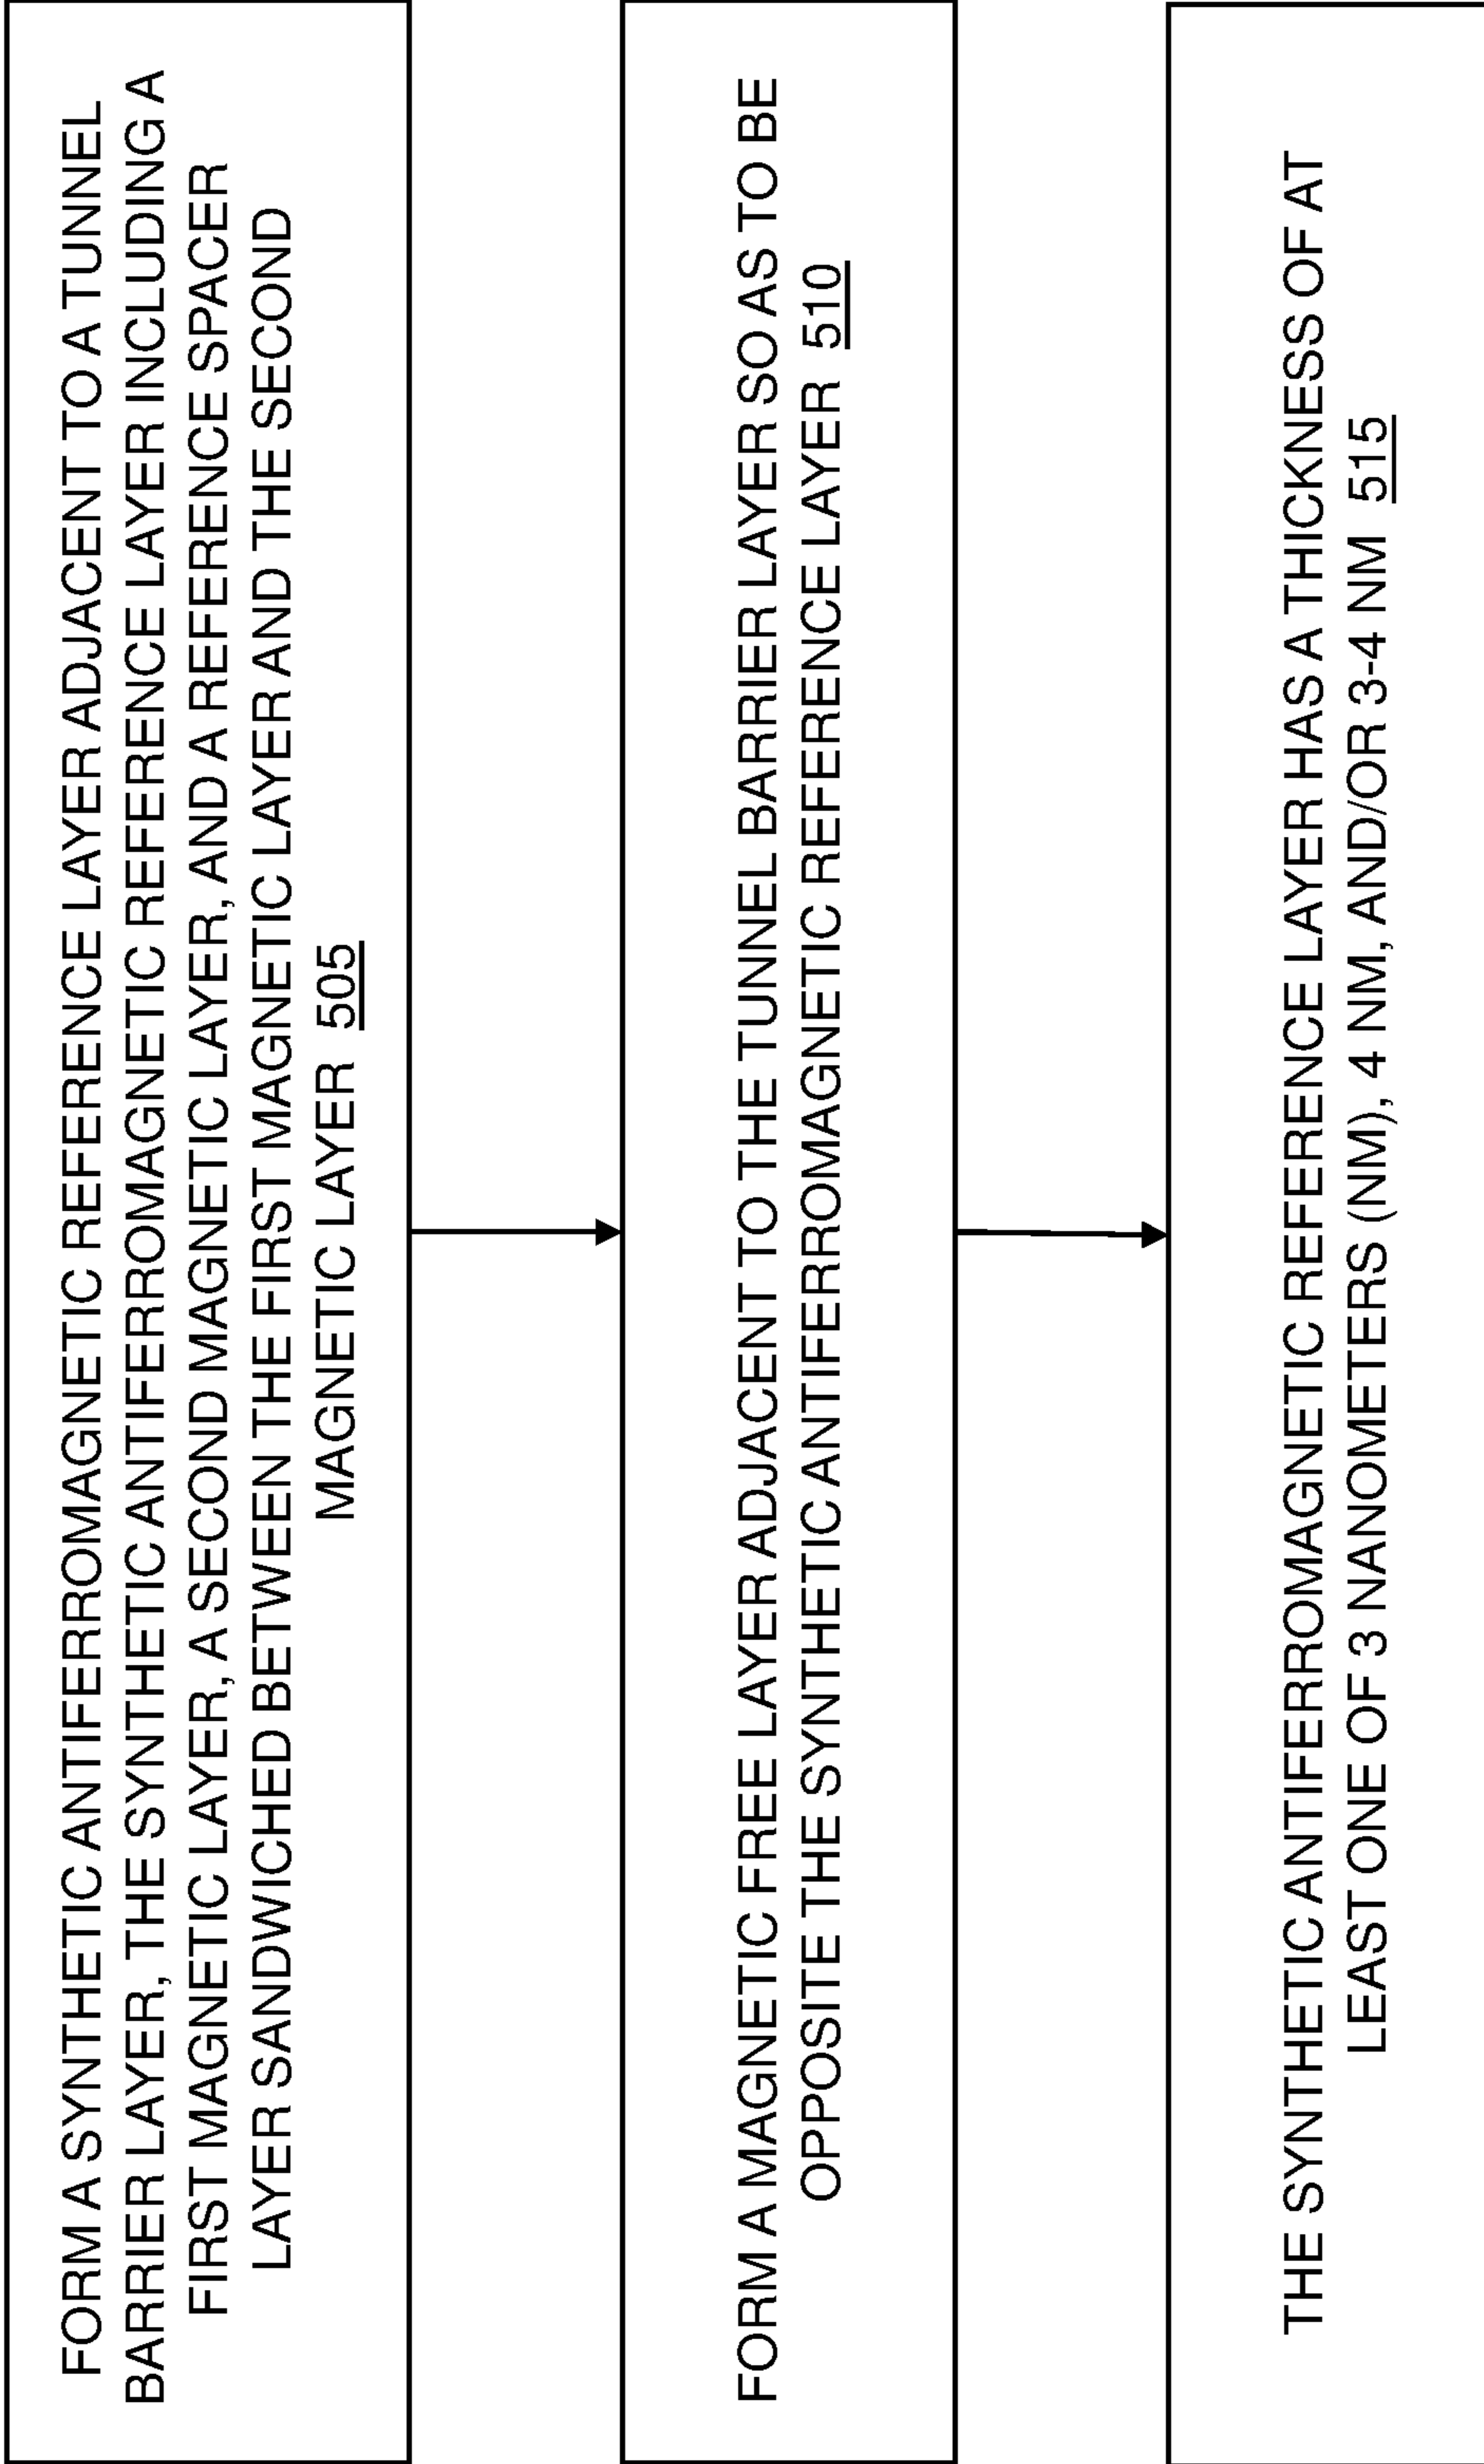 FORM A SYNTHETIC ANTIFERROMAGNETIC REFERENCE LAYER ADJACENT TO A TUNNEL
BARRIER LAYER, THE SYNTHETIC ANTIFERROMAGNETIC REFERENCE LAYER INCLUDING A
FIRST MAGNETIC LAYER, A SECOND MAGNETIC LAYER, AND A REFERENCE SPACER
LAYER SANDWICHED BETWEEN THE FIRST MAGNETIC LAYER AND THE SECOND
MAGNETIC LAYER 505
FORM A MAGNETIC FREE LAYER ADJACENT TO THE TUNNEL BARRIER LAYER SO AS TO BE
OPPOSITE THE SYNTHETIC ANTIFERROMAGNETIC REFERENCE LAYER 510
THE SYNTHETIC ANTIFERROMAGNETIC REFERENCE LAYER HAS A THICKNESS OF AT
LEAST ONE OF 3 NANOMETERS (NM), 4 NM, AND/OR 3-4 NM 515